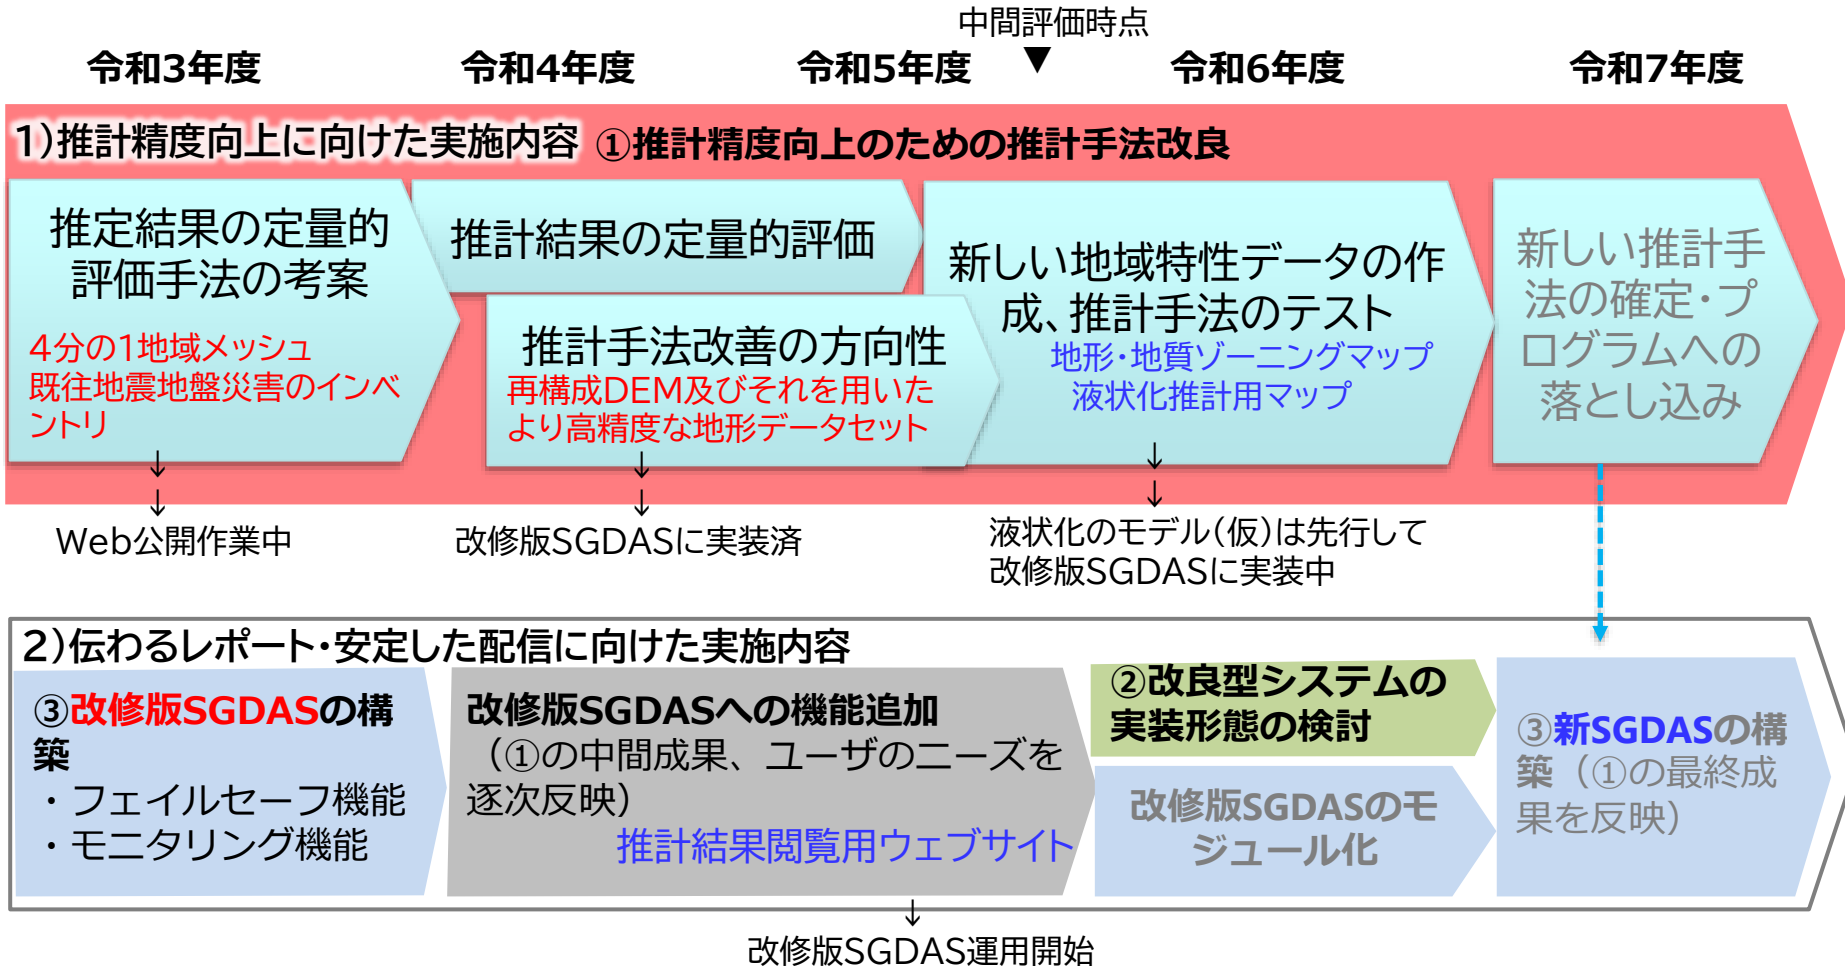 中間評価時点
▼
令和3年度
令和4年度
令和5年度
令和6年度
令和7年度
1)推計精度向上に向けた実施内容 ①推計精度向上のための推計手法改良
推定結果の定量的
評価手法の考案
4分の1地域メッシュ
既往地震地盤災害のインベ
ントリ
推計結果の定量的評価
推計手法改善の方向性
再構成DEM及びそれを用いた
より高精度な地形データセット
新しい地域特性データの作
成、推計手法のテスト
地形・地質ゾーニングマップ
液状化推計用マップ
新しい推計手
法の確定・プ
ログラムへの
落とし込み
↓
↓
Web公開作業中
↓
↓
改修版SGDASに実装済
↓
↓
液状化のモデル(仮)は先行して
改修版SGDASに実装中
2)伝わるレポート・安定した配信に向けた実施内容
③改修版SGDASの構
築
・フェイルセーフ機能
・モニタリング機能
改修版SGDASへの機能追加
（①の中間成果、ユーザのニーズを
逐次反映）
推計結果閲覧用ウェブサイト
②改良型システムの
実装形態の検討
改修版SGDASのモ
ジュール化
③新SGDASの構
築（①の最終成
果を反映）
↓
改修版SGDAS運用開始